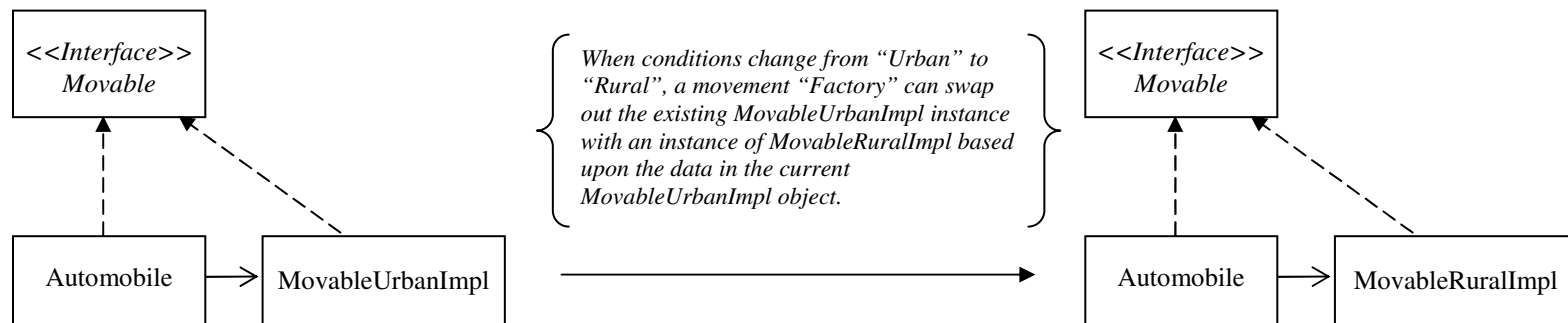 <<Interface>>
Movable
Automobile
MovableUrbanImpl
When conditions change from “Urban” to
“Rural”, a movement “Factory” can swap
out the existing MovableUrbanImpl instance
with an instance of MovableRuralImpl based
upon the data in the current
MovableUrbanImpl object.
<<Interface>>
Movable
Automobile
MovableRuralImpl